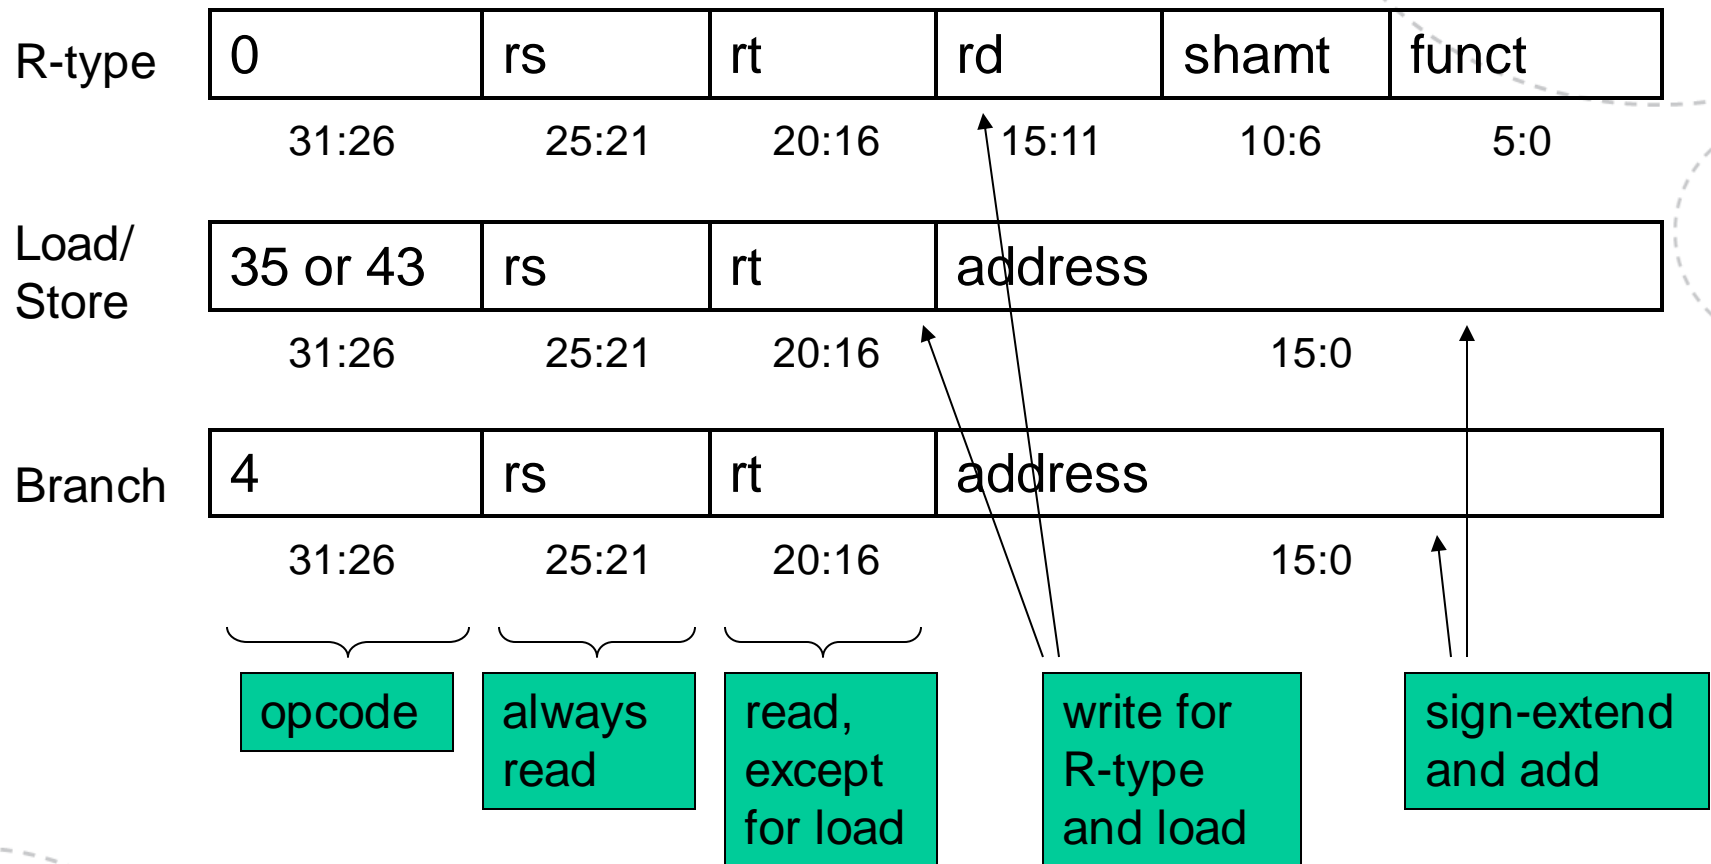 R-type 0 rs rt rd shamt funct
31:26 25:21 20:16 15:11 10:6 5:0
Load/
Store
35 or 43 rs rt address
31:26 25:21 20:16 15:0
Branch 4 rs rt address
31:26 25:21 20:16 15:0
opcode
always
read
read,
except
for load
write for
R-type
and load
sign-extend
and add